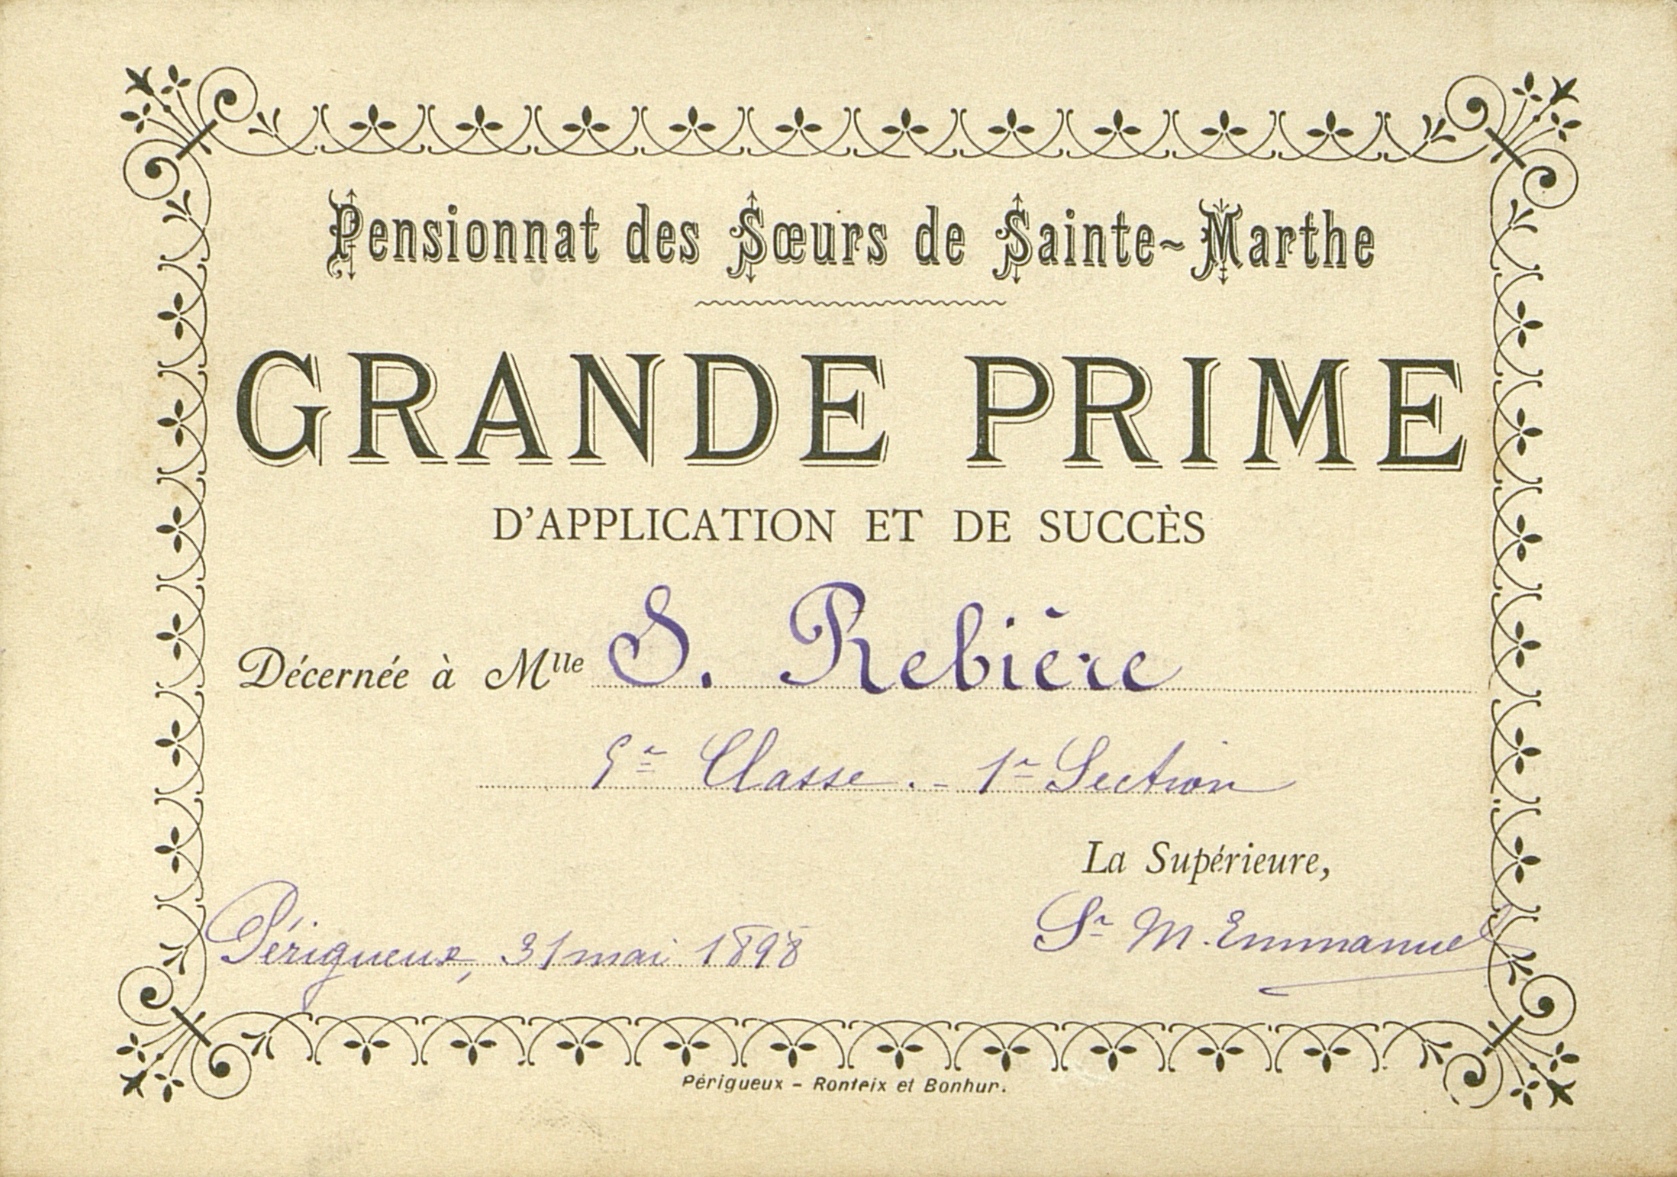 Pensionnat des Sœurs de Sainte-Marthe
GRANDE PRIME
D'APPLICATION ET DE SUCCÈS
Décernée à Mlle S. Rebière
5e Classe. - 1re Section
La Supérieure,
Périgueux, 31 mai 1898
Sr M. Emmanuel
Périgueux - Ronteix et Bonhur.